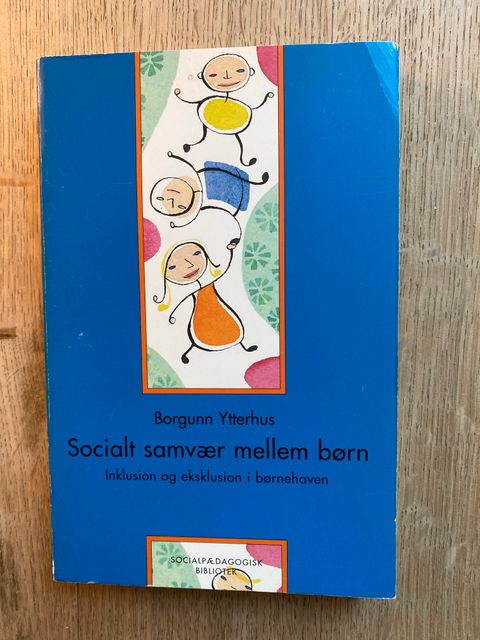 Borgunn Ytterhus
Socialt samvær mellem børn
Inklusion og eksklusion i børnehaven
SOCIALPÆDAGOGISK
BIBLIOTEK